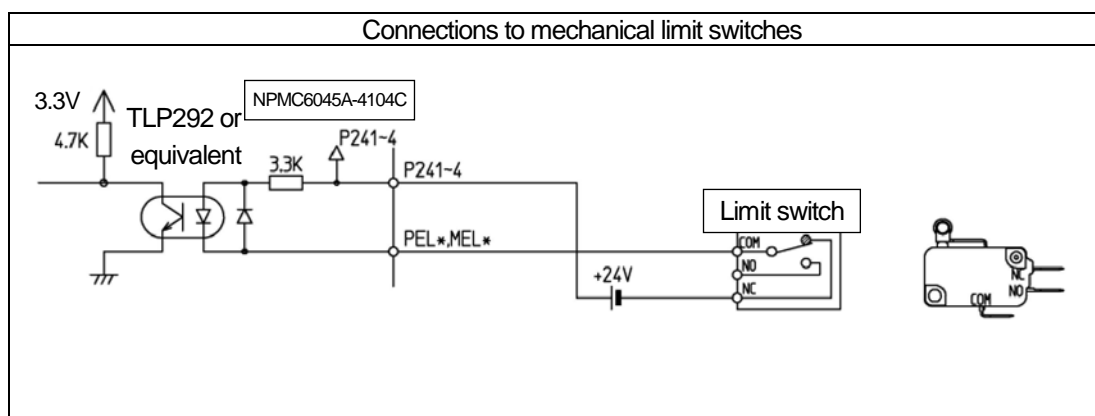 Connections to mechanical limit switches
3.3V
TLP292 or
equivalent
NPMC6045A-4104C
4.7K
3.3K
P241~4
P241~4
PEL*,MEL*
+24V
Limit switch
COM
NO
NC
NC
NO
COM